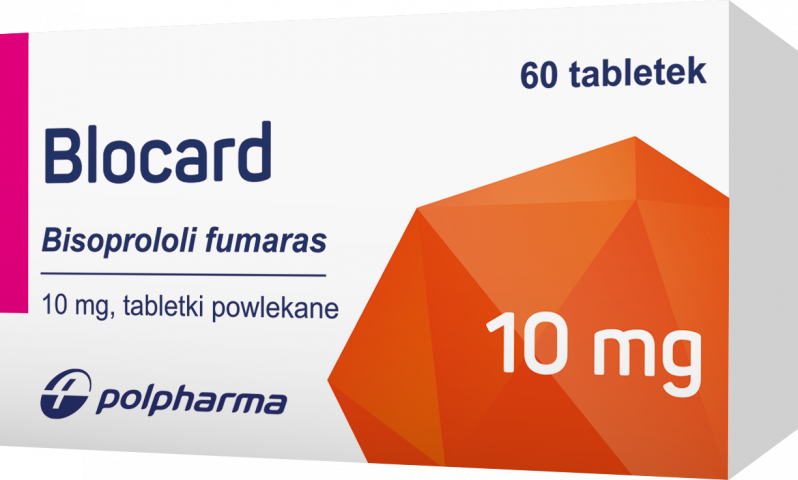 60 tabletek
Blocard
Bisoprololi fumaras
10 mg, tabletki powlekane
10 mg
polpharma